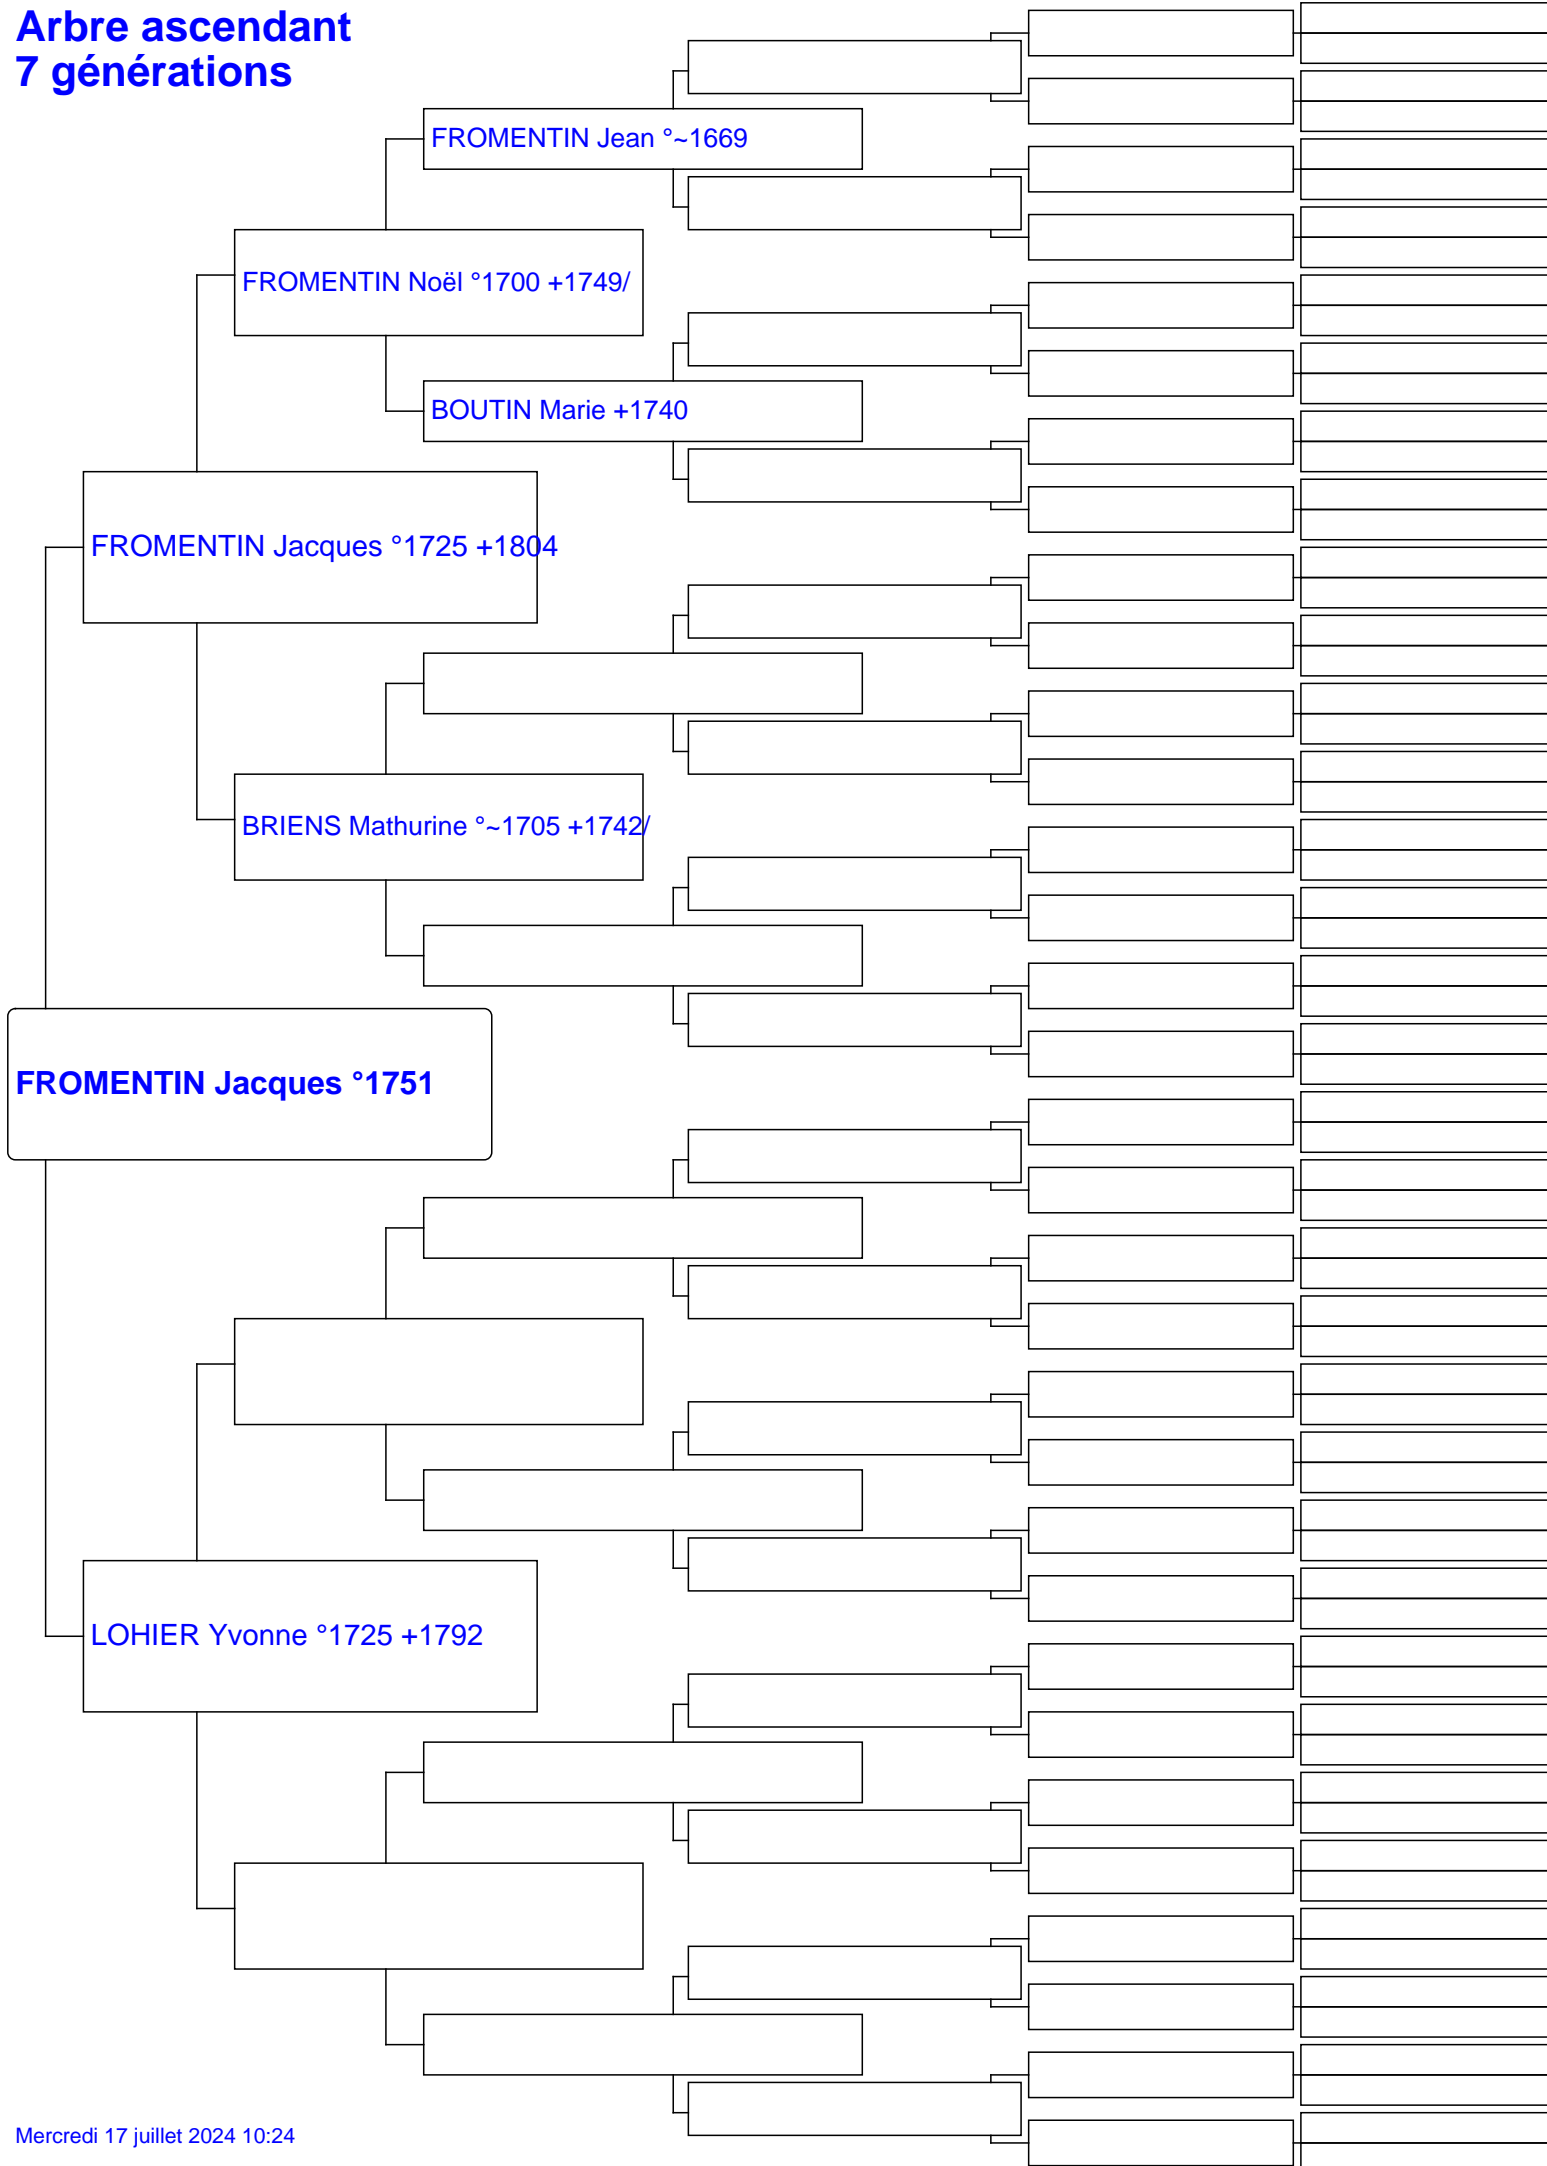 Arbre ascendant
7 générations
FROMENTIN Jean °~1669
FROMENTIN Noël °1700 +1749/
BOUTIN Marie +1740
FROMENTIN Jacques °1725 +1804
BRIENS Mathurine °~1705 +1742/
FROMENTIN Jacques °1751
LOHIER Yvonne °1725 +1792
Mercredi 17 juillet 2024 10:24